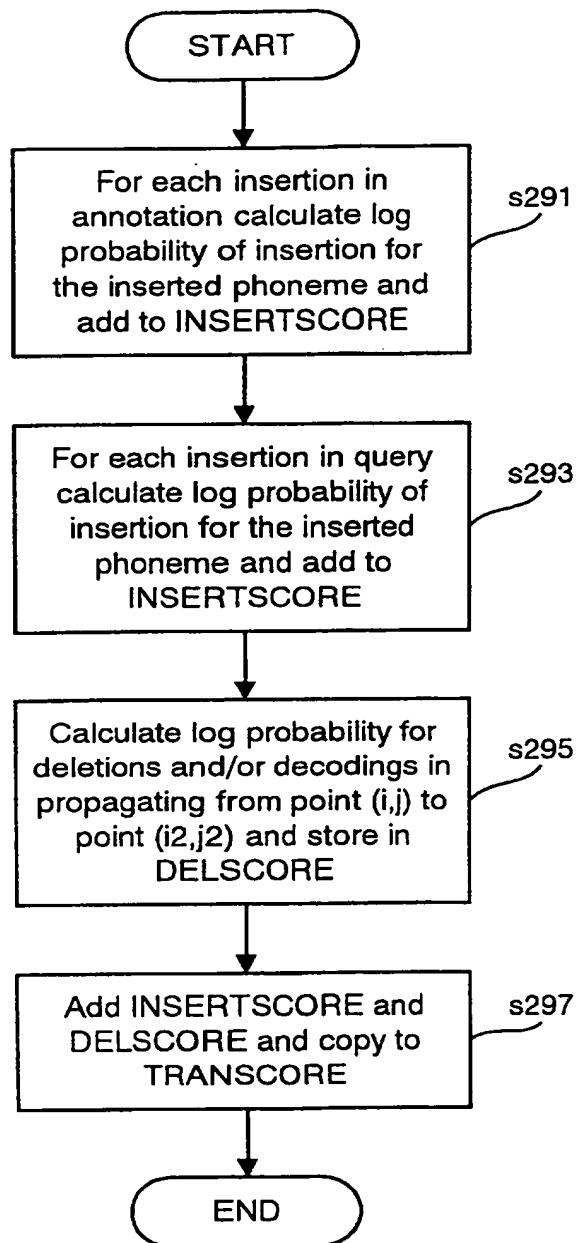 START
For each insertion in
annotation calculate log
probability of insertion for
the inserted phoneme and
add to INSERTSCORE
s291
For each insertion in query
calculate log probability of
insertion for the inserted
phoneme and add to
INSERTSCORE
s293
Calculate log probability for
deletions and/or decodings in
propagating from point (i,j) to
point (i2,j2) and store in
DELSCORE
s295
Add INSERTSCORE and
DELSCORE and copy to
TRANSCORE
s297
END